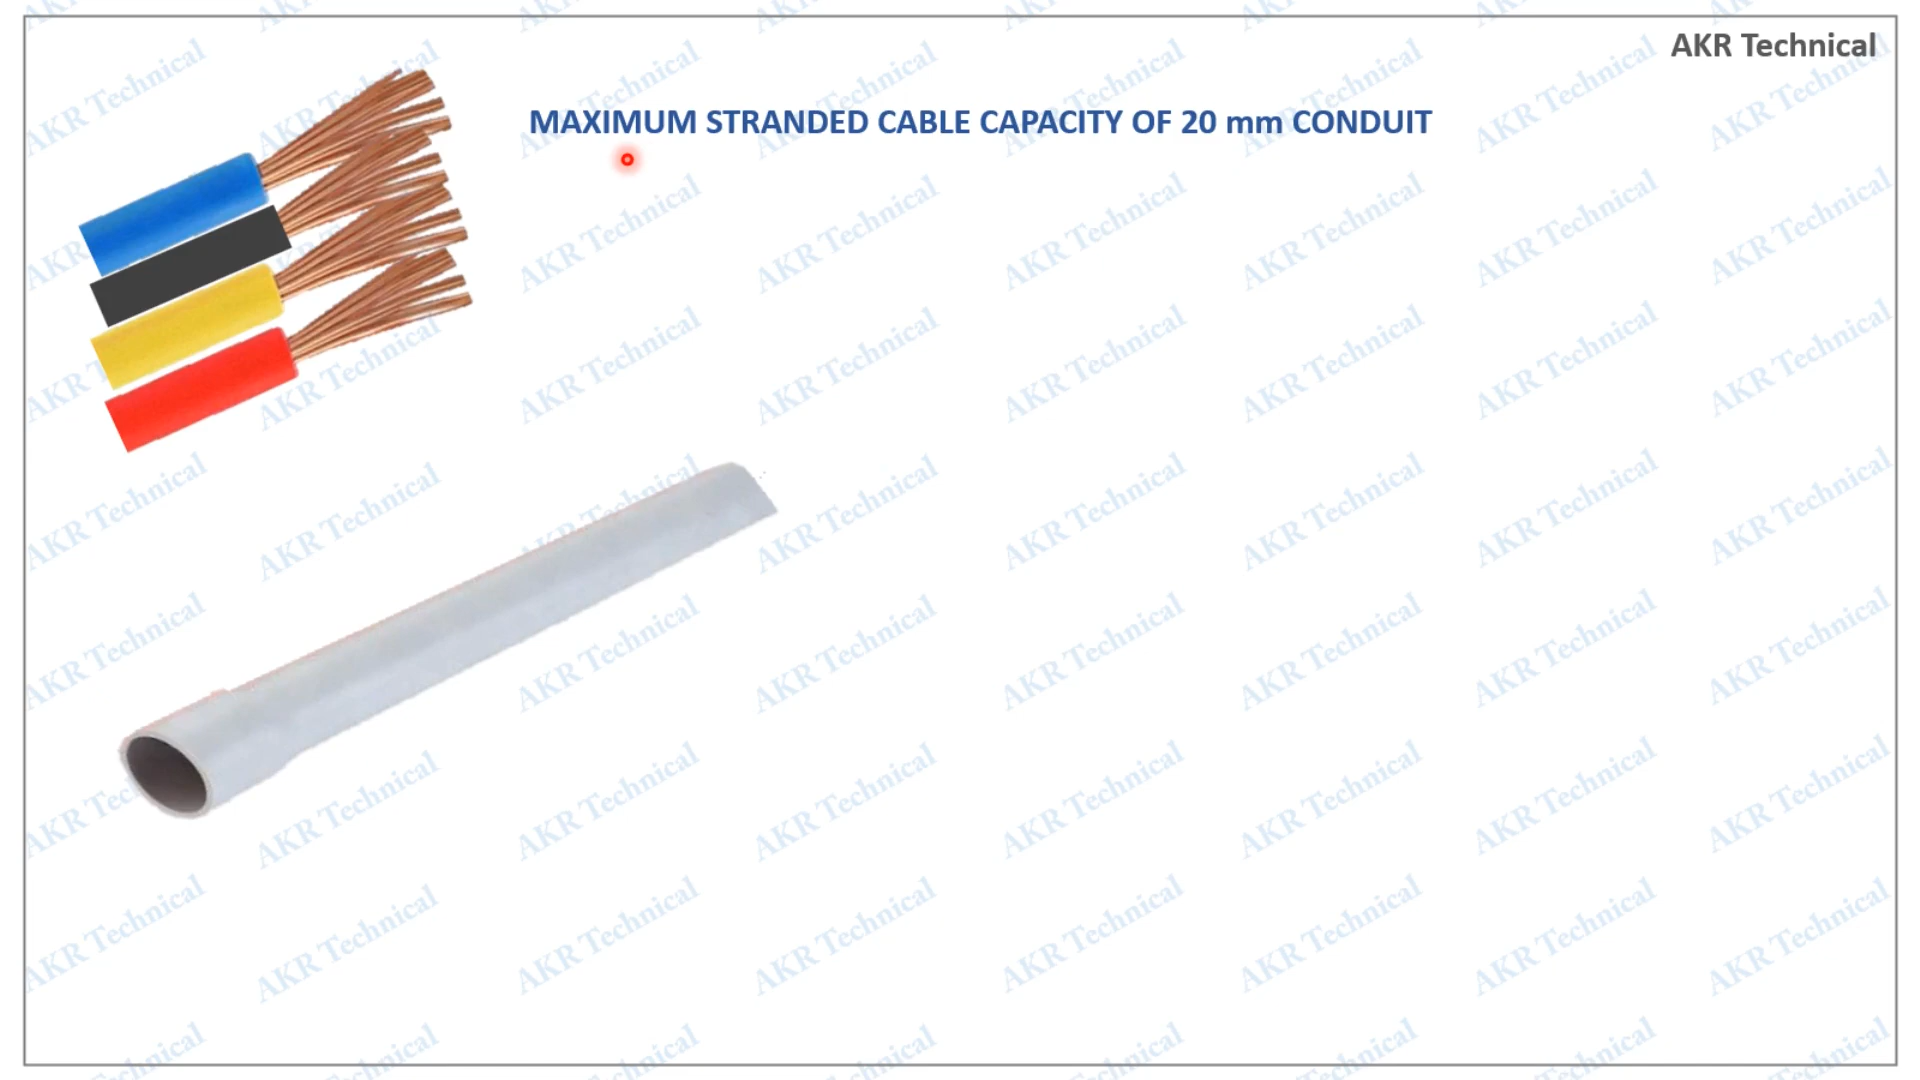 AKR Technical
MAXIMUM STRANDED CABLE CAPACITY OF 20 mm CONDUIT